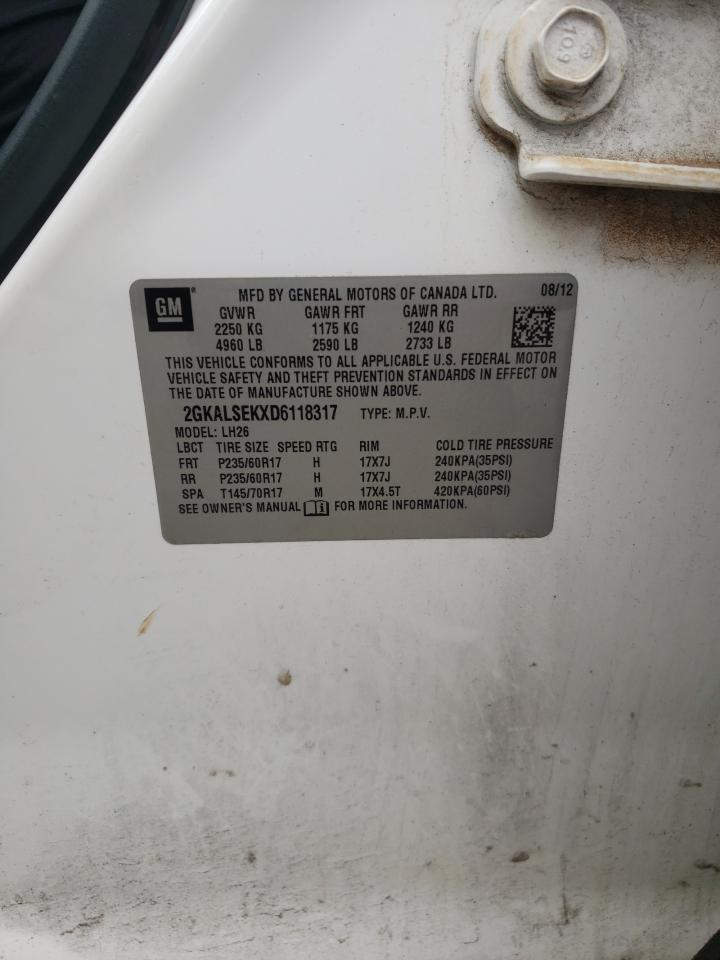 10.9
GM® MFD BY GENERAL MOTORS OF CANADA LTD. 08/12
GVWR GAWR FRT GAWR RR
2250 KG 1175 KG 1240 KG
4960 LB 2590 LB 2733 LB
THIS VEHICLE CONFORMS TO ALL APPLICABLE U.S. FEDERAL MOTOR
VEHICLE SAFETY AND THEFT PREVENTION STANDARDS IN EFFECT ON
THE DATE OF MANUFACTURE SHOWN ABOVE.
2GKALSEKXD6118317 TYPE: M.P.V.
MODEL: LH26
LBCT TIRE SIZE SPEED RTG RIM COLD TIRE PRESSURE
FRT P235/60R17 H 17X7J 240KPA(35PSI)
RR P235/60R17 H 17X7J 240KPA(35PSI)
SPA T145/70R17 M 17X4.5T 420KPA(60PSI)
SEE OWNER'S MANUAL FOR MORE INFORMATION.